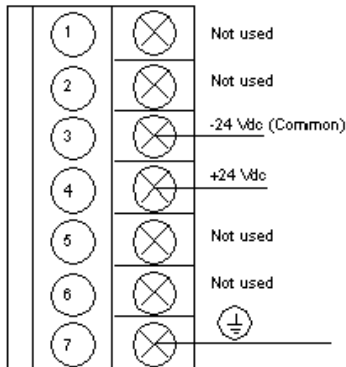 1 Not used
2 Not used
3 -24 Vdc (Common)
4 +24 Vdc
5 Not used
6 Not used
7